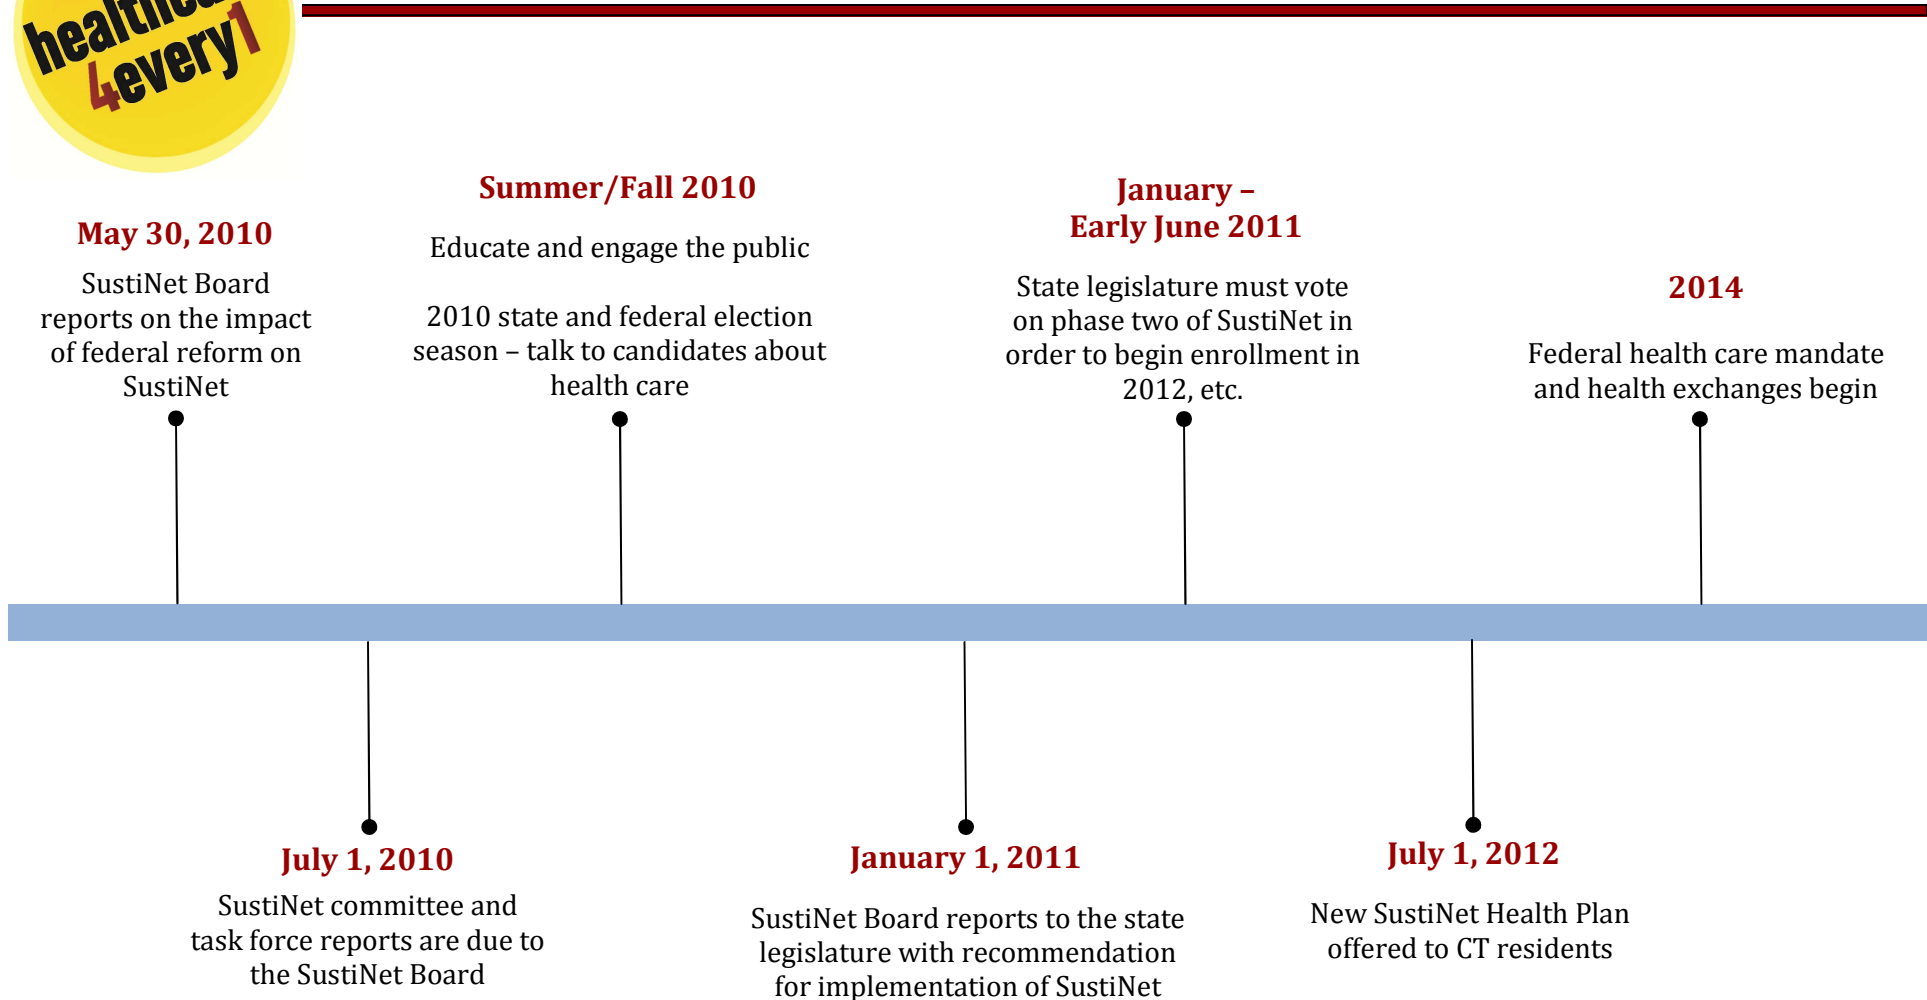 4every1
May 30, 2010
SustiNet Board
reports on the impact
of federal reform on
SustiNet
Summer/Fall 2010
Educate and engage the public
2010 state and federal election
season – talk to candidates about
health care
January –
Early June 2011
State legislature must vote
on phase two of SustiNet in
order to begin enrollment in
2012, etc.
2014
Federal health care mandate
and health exchanges begin
July 1, 2010
SustiNet committee and
task force reports are due to
the SustiNet Board
January 1, 2011
SustiNet Board reports to the state
legislature with recommendation
for implementation of SustiNet
July 1, 2012
New SustiNet Health Plan
offered to CT residents